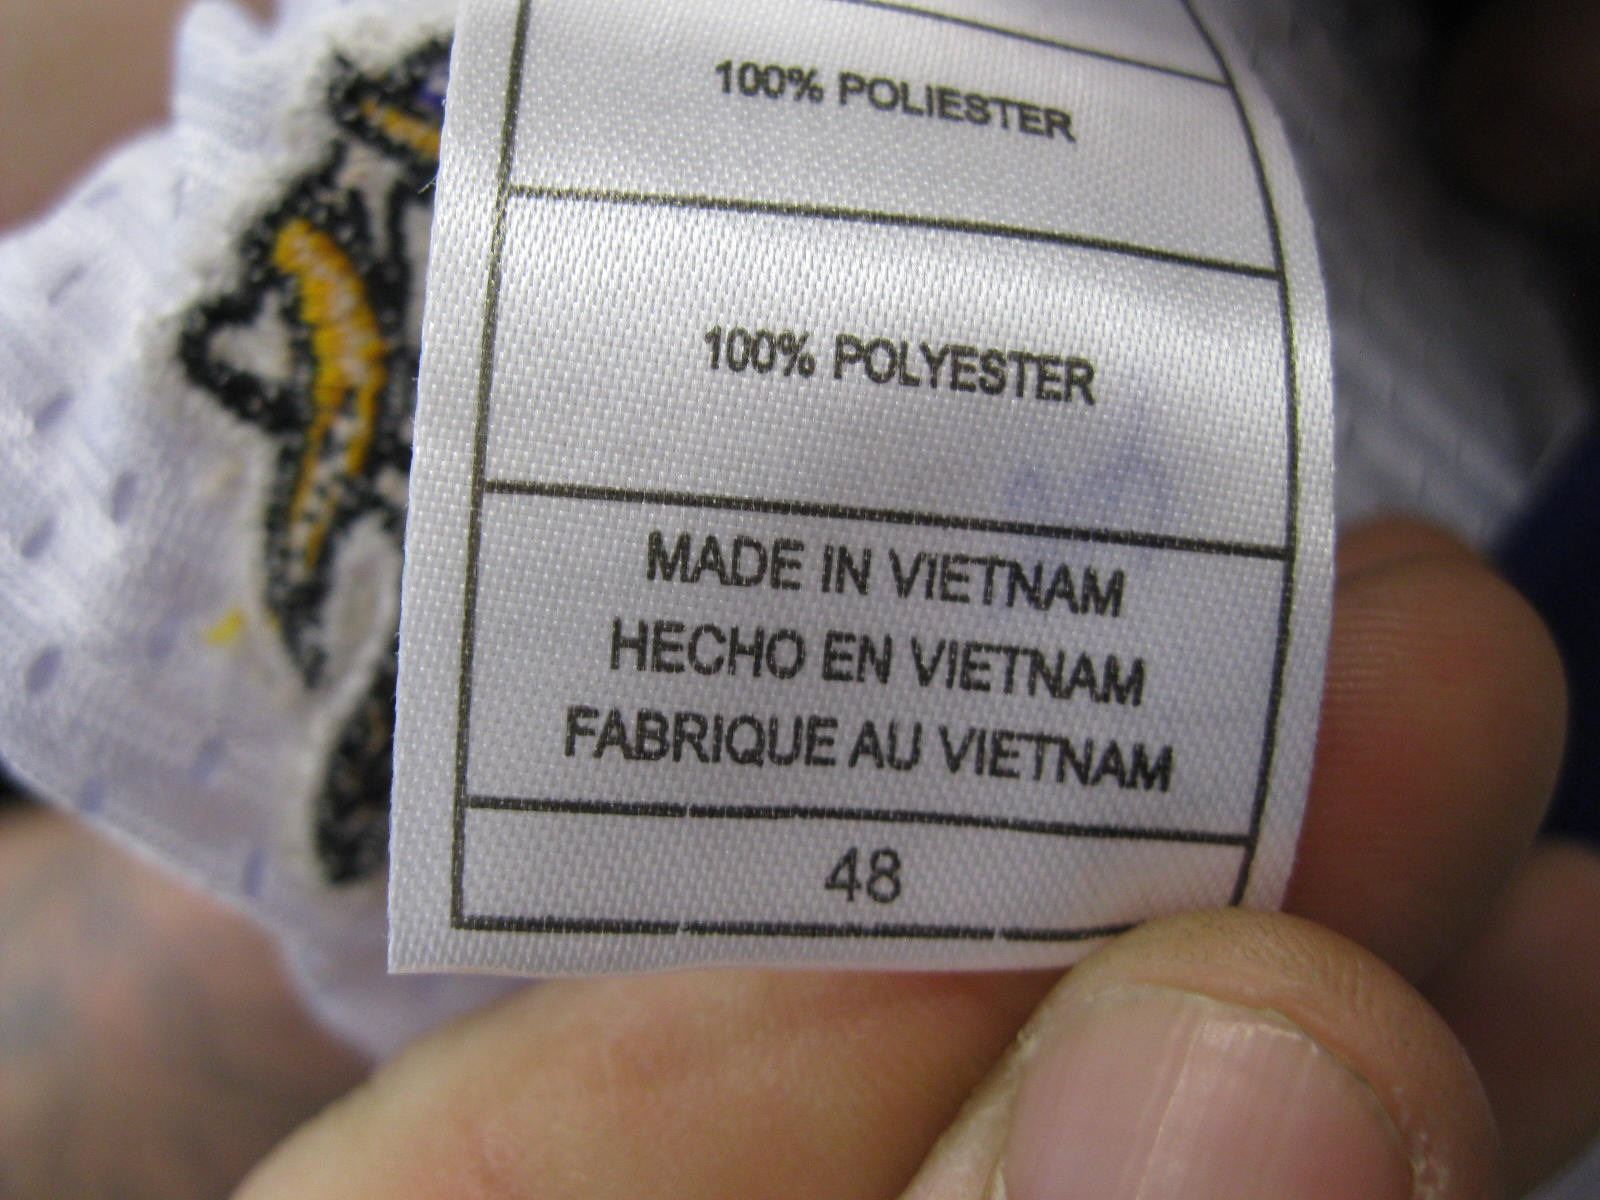 100% POLIESTER
100% POLYESTER
MADE IN VIETNAM
HECHO EN VIETNAM
FABRIQUE AU VIETNAM
48